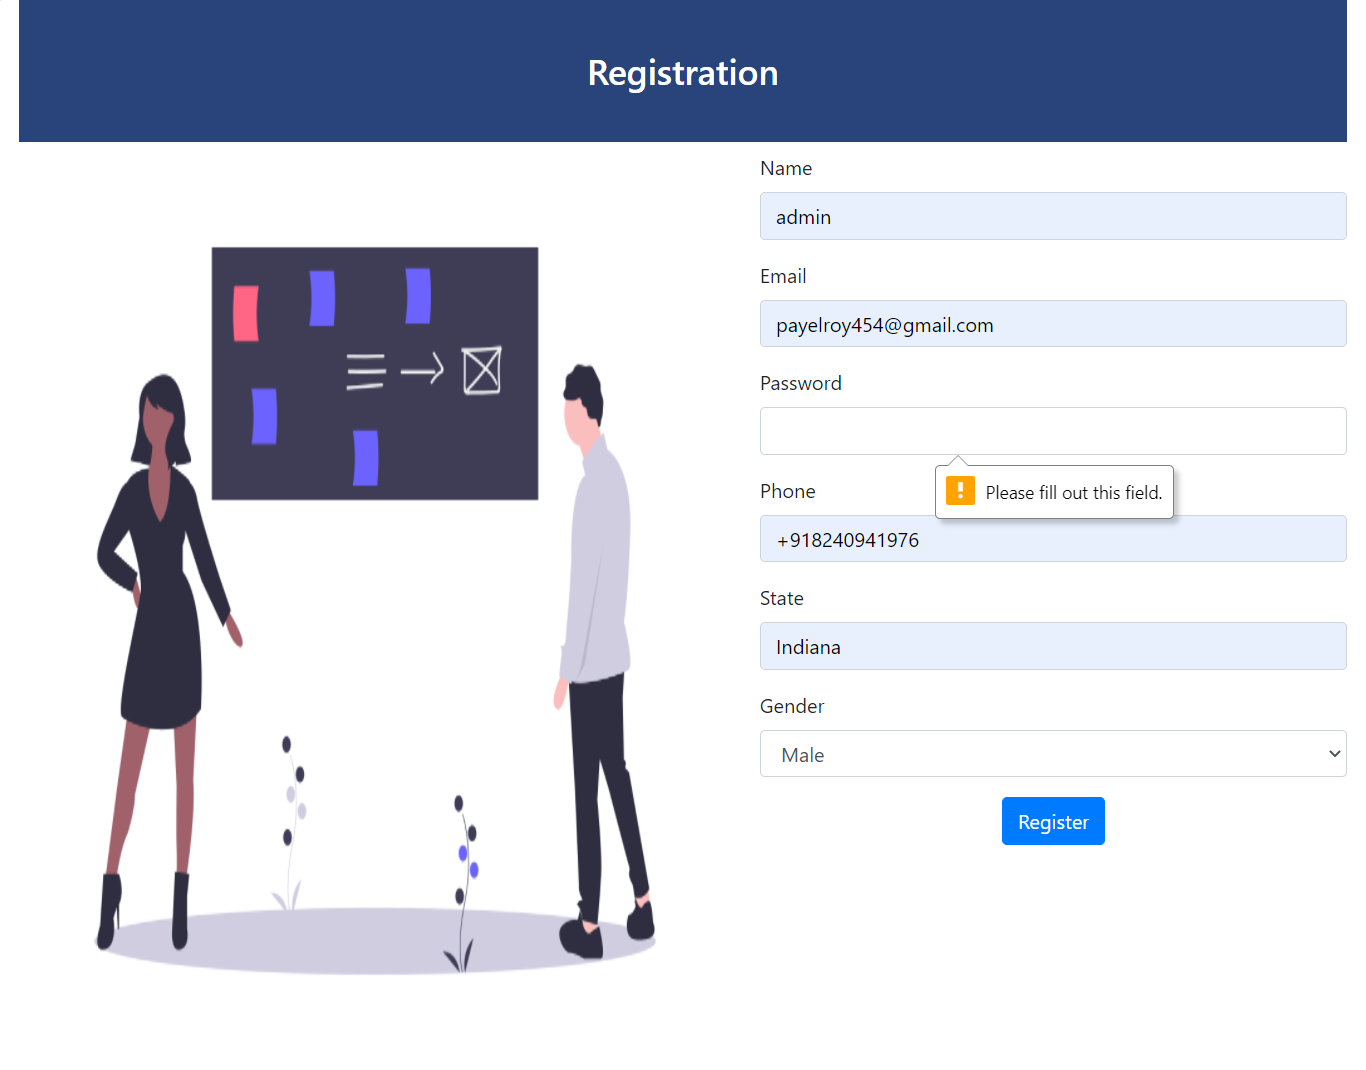 Registration
Name
admin
Email
payelroy454@gmail.com
Password
Please fill out this field.
Phone
+918240941976
State
Indiana
Gender
Male
Register